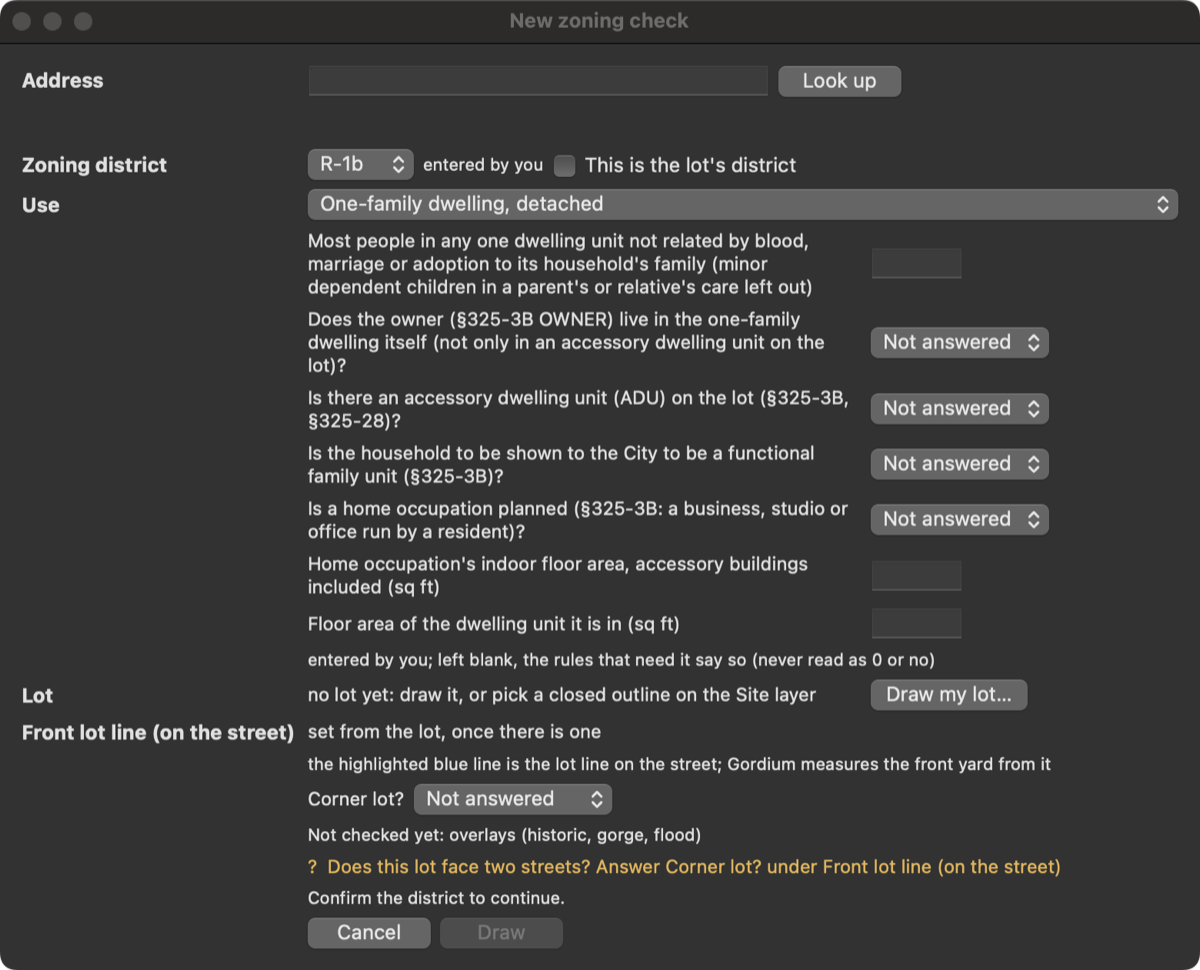 New zoning check
Address
Look up
Zoning district
R-1b
entered by you
This is the lot's district
Use
One-family dwelling, detached
Most people in any one dwelling unit not related by blood,
marriage or adoption to its household's family (minor
dependent children in a parent's or relative's care left out)
Does the owner (§325-3B OWNER) live in the one-family
dwelling itself (not only in an accessory dwelling unit on the
lot)?
Not answered
Is there an accessory dwelling unit (ADU) on the lot (§325-3B,
§325-28)?
Not answered
Is the household to be shown to the City to be a functional
family unit (§325-3B)?
Not answered
Is a home occupation planned (§325-3B: a business, studio or
office run by a resident)?
Not answered
Home occupation's indoor floor area, accessory buildings
included (sq ft)
Floor area of the dwelling unit it is in (sq ft)
entered by you; left blank, the rules that need it say so (never read as 0 or no)
Lot
no lot yet: draw it, or pick a closed outline on the Site layer
Draw my lot...
Front lot line (on the street)
set from the lot, once there is one
the highlighted blue line is the lot line on the street; Gordium measures the front yard from it
Corner lot?
Not answered
Not checked yet: overlays (historic, gorge, flood)
? Does this lot face two streets? Answer Corner lot? under Front lot line (on the street)
Confirm the district to continue.
Cancel
Draw